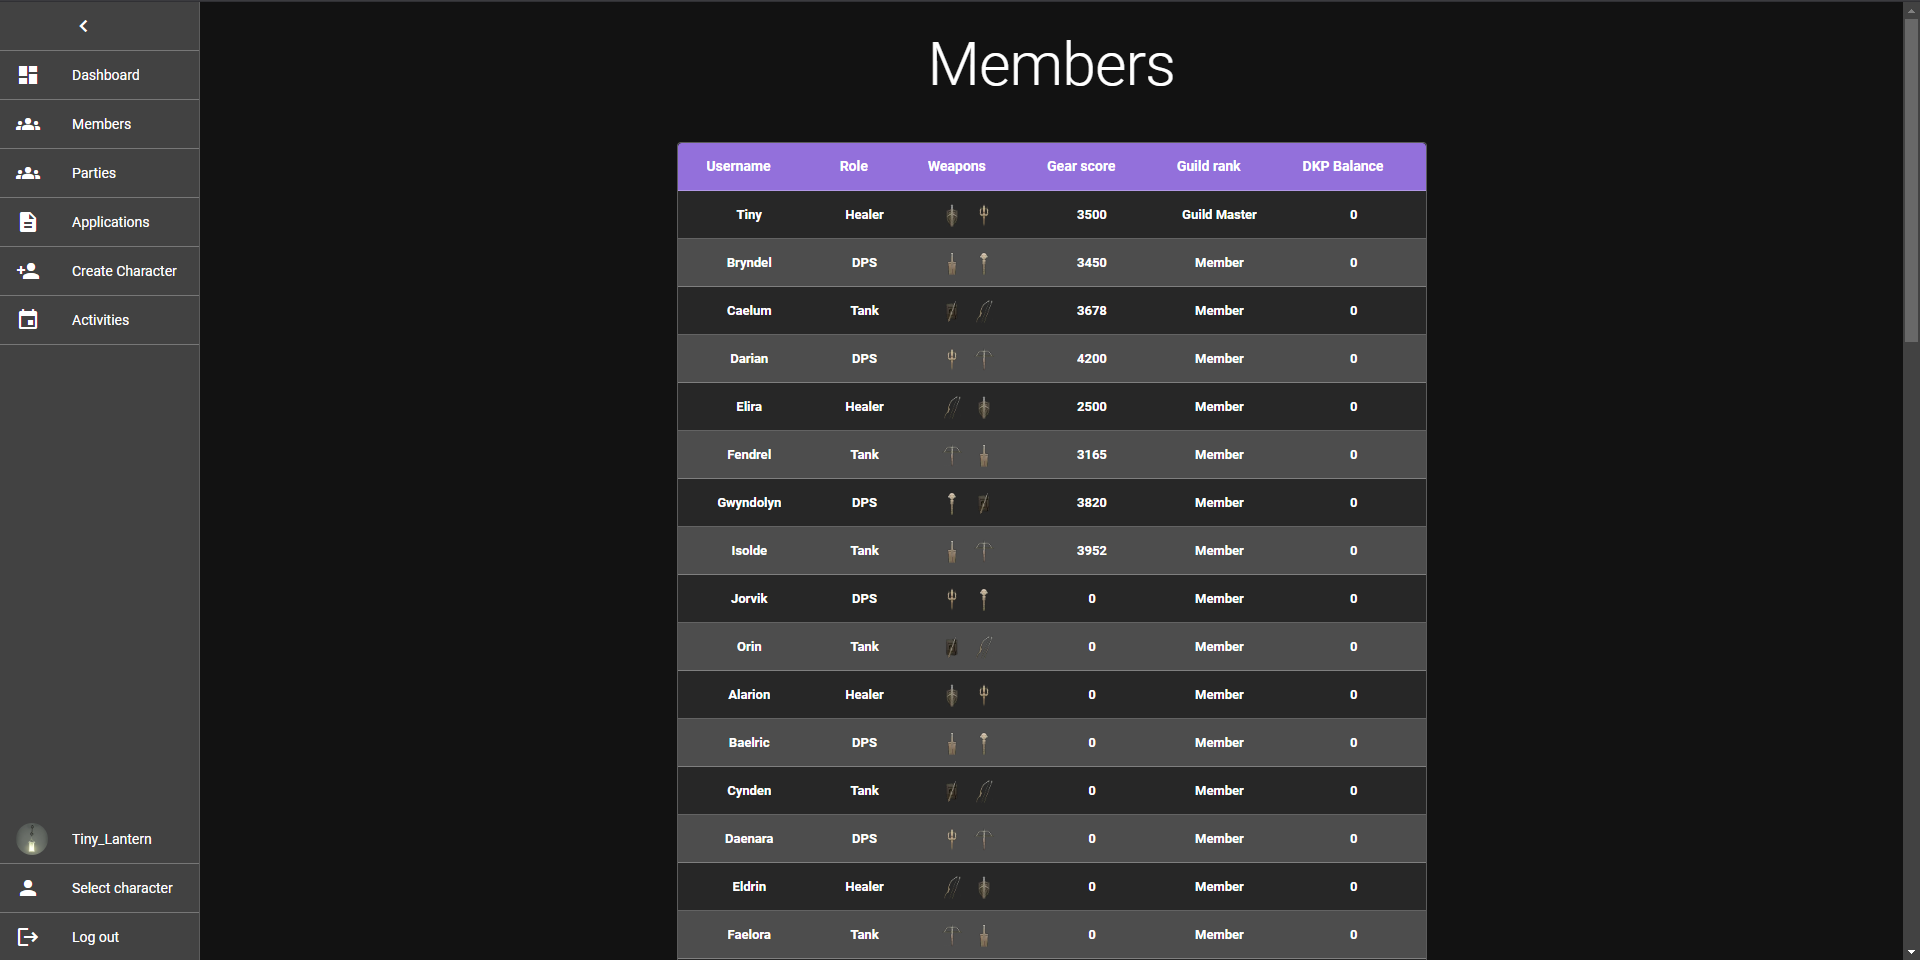 Dashboard
Members
Parties
Applications
Create Character
Activities
Tiny_Lantern
Select character
Log out
Members
Username Role Weapons Gear score Guild rank DKP Balance
Tiny Healer 3500 Guild Master 0
Bryndel DPS 3450 Member 0
Caelum Tank 3678 Member 0
Darian DPS 4200 Member 0
Elira Healer 2500 Member 0
Fendrel Tank 3165 Member 0
Gwyndolyn DPS 3820 Member 0
Isolde Tank 3952 Member 0
Jorvik DPS 0 Member 0
Orin Tank 0 Member 0
Alarion Healer 0 Member 0
Baelric DPS 0 Member 0
Cynden Tank 0 Member 0
Daenara DPS 0 Member 0
Eldrin Healer 0 Member 0
Faelora Tank 0 Member 0